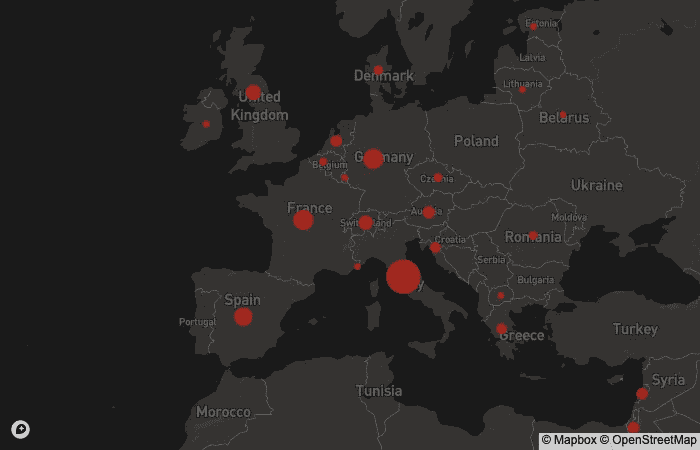 Estonia
Latvia
Denmark
Lithuania
United
Kingdom
Belarus
Poland
Germany
Belgium
Czechia
Ukraine
France
Austria
Moldova
Switzerland
Romania
Croatia
Serbia
Bulgaria
Spain
Portugal
Greece
Turkey
Syria
Tunisia
Morocco
© Mapbox © OpenStreetMap